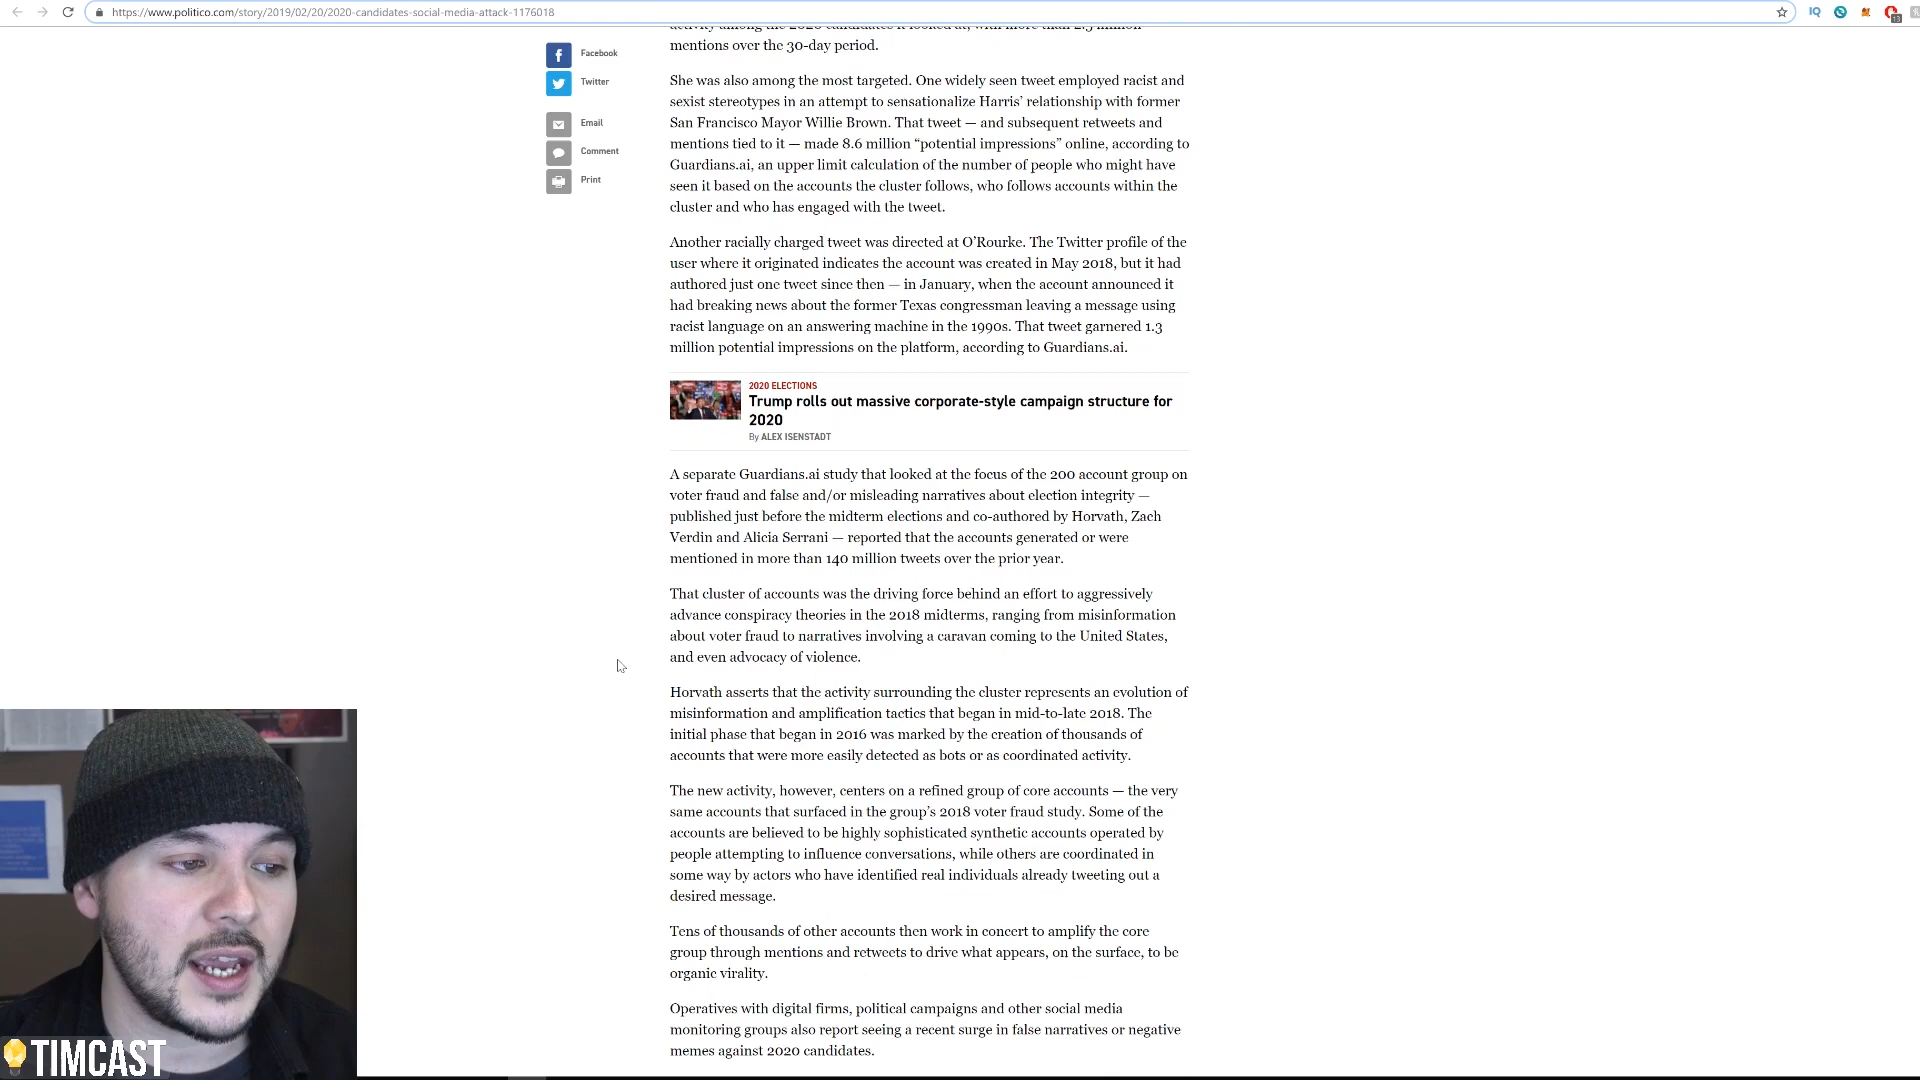 https://www.politico.com/story/2019/02/20/2020-candidates-social-media-attack-1176018
Facebook
Twitter
Email
Comment
Print
mentions over the 30-day period.
She was also among the most targeted. One widely seen tweet employed racist and
sexist stereotypes in an attempt to sensationalize Harris’ relationship with former
San Francisco Mayor Willie Brown. That tweet — and subsequent retweets and
mentions tied to it — made 8.6 million “potential impressions” online, according to
Guardians.ai, an upper limit calculation of the number of people who might have
seen it based on the accounts the cluster follows, who follows accounts within the
cluster and who has engaged with the tweet.
Another racially charged tweet was directed at O’Rourke. The Twitter profile of the
user where it originated indicates the account was created in May 2018, but it had
authored just one tweet since then — in January, when the account announced it
had breaking news about the former Texas congressman leaving a message using
racist language on an answering machine in the 1990s. That tweet garnered 1.3
million potential impressions on the platform, according to Guardians.ai.
2020 ELECTIONS
Trump rolls out massive corporate-style campaign structure for
2020
By ALEX ISENSTADT
A separate Guardians.ai study that looked at the focus of the 200 account group on
voter fraud and false and/or misleading narratives about election integrity —
published just before the midterm elections and co-authored by Horvath, Zach
Verdin and Alicia Serrani — reported that the accounts generated or were
mentioned in more than 140 million tweets over the prior year.
That cluster of accounts was the driving force behind an effort to aggressively
advance conspiracy theories in the 2018 midterms, ranging from misinformation
about voter fraud to narratives involving a caravan coming to the United States,
and even advocacy of violence.
Horvath asserts that the activity surrounding the cluster represents an evolution of
misinformation and amplification tactics that began in mid-to-late 2018. The
initial phase that began in 2016 was marked by the creation of thousands of
accounts that were more easily detected as bots or as coordinated activity.
The new activity, however, centers on a refined group of core accounts — the very
same accounts that surfaced in the group’s 2018 voter fraud study. Some of the
accounts are believed to be highly sophisticated synthetic accounts operated by
people attempting to influence conversations, while others are coordinated in
some way by actors who have identified real individuals already tweeting out a
desired message.
Tens of thousands of other accounts then work in concert to amplify the core
group through mentions and retweets to drive what appears, on the surface, to be
organic virality.
Operatives with digital firms, political campaigns and other social media
monitoring groups also report seeing a recent surge in false narratives or negative
memes against 2020 candidates.
TIMCAST